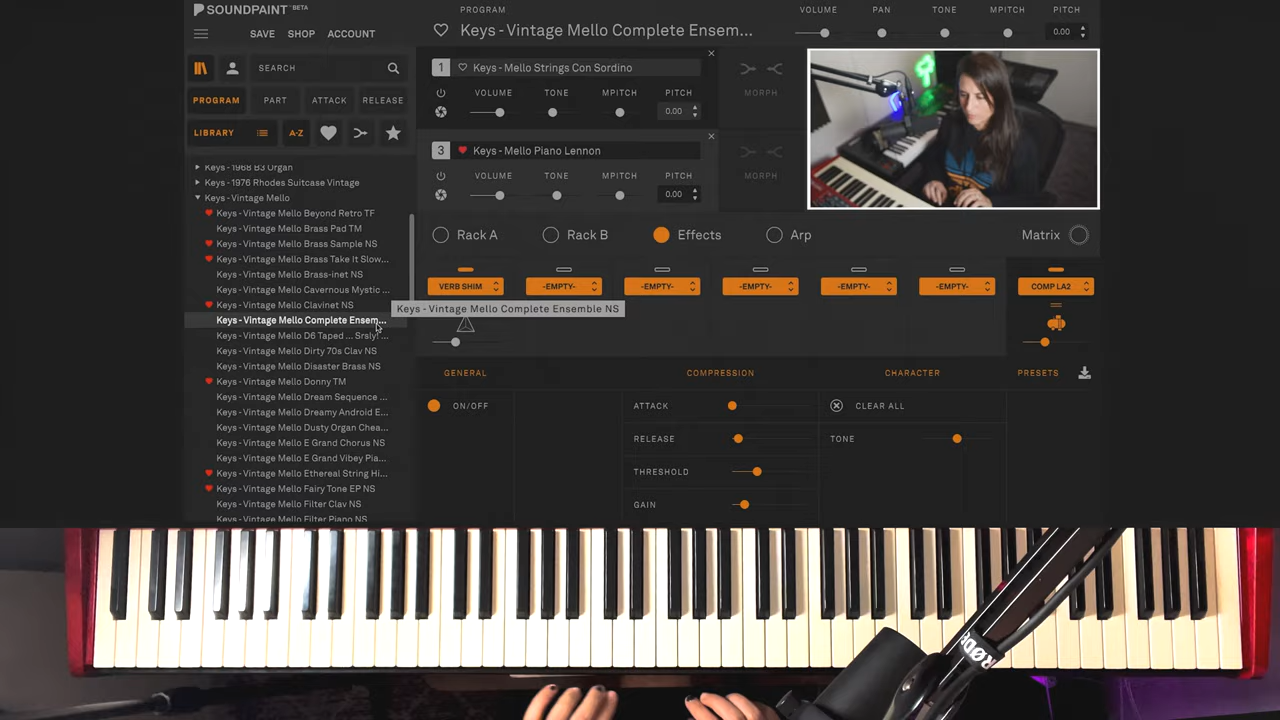 SOUNDPAINT™BETA
SAVE SHOP ACCOUNT
SEARCH
PROGRAM PART ATTACK RELEASE
LIBRARY A-Z
Keys - 1968 B3 Organ
Keys - 1976 Rhodes Suitcase Vintage
Keys - Vintage Mello
Keys - Vintage Mello Beyond Retro TF
Keys - Vintage Mello Brass Pad TM
Keys - Vintage Mello Brass Sample NS
Keys - Vintage Mello Brass Take It Slow...
Keys - Vintage Mello Brass-inet NS
Keys - Vintage Mello Cavernous Mystic ...
Keys - Vintage Mello Clavinet NS
Keys - Vintage Mello Complete Ensem...
Keys - Vintage Mello D6 Taped ... Srsly! ...
Keys - Vintage Mello Dirty 70s Clav NS
Keys - Vintage Mello Disaster Brass NS
Keys - Vintage Mello Donny TM
Keys - Vintage Mello Dream Sequence ...
Keys - Vintage Mello Dreamy Android E...
Keys - Vintage Mello Dusty Organ Chea...
Keys - Vintage Mello E Grand Chorus NS
Keys - Vintage Mello E Grand Vibey Pia...
Keys - Vintage Mello Ethereal String Hi...
Keys - Vintage Mello Fairy Tone EP NS
Keys - Vintage Mello Filter Clav NS
Keys - Vintage Mello Filter Piano NS
PROGRAM
Keys - Vintage Mello Complete Ensem...
VOLUME PAN TONE MPITCH PITCH
0.00
1 Keys - Mello Strings Con Sordino
VOLUME TONE MPITCH PITCH
0.00
MORPH
3 Keys - Mello Piano Lennon
VOLUME TONE MPITCH PITCH
0.00
MORPH
Rack A Rack B Effects Arp Matrix
VERB SHIM -EMPTY- -EMPTY- -EMPTY- -EMPTY- -EMPTY- COMP LA2
Keys - Vintage Mello Complete Ensemble NS
GENERAL COMPRESSION CHARACTER PRESETS
ON/OFF ATTACK CLEAR ALL
RELEASE TONE
THRESHOLD
GAIN
RØDE